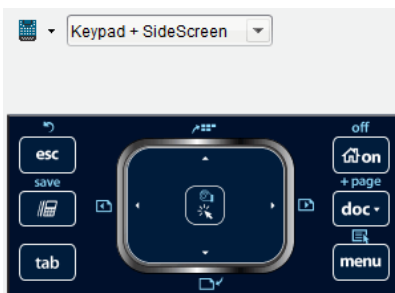 Keypad + SideScreen
off
esc
on
save
+ page
doc
tab
menu